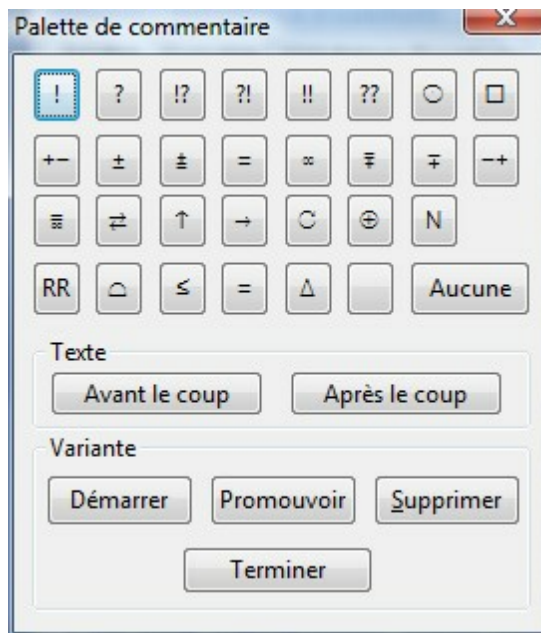 Palette de commentaire
x
! ? !? ?! !! ?? ○ □
+− ± ⩲ = ∞ ⩱ ∓ −+
⯹ ⇄ ↑ → C ⊕ N
RR ⌓ ≤ = Δ Aucune
Texte
Avant le coup Après le coup
Variante
Démarrer Promouvoir Supprimer
Terminer